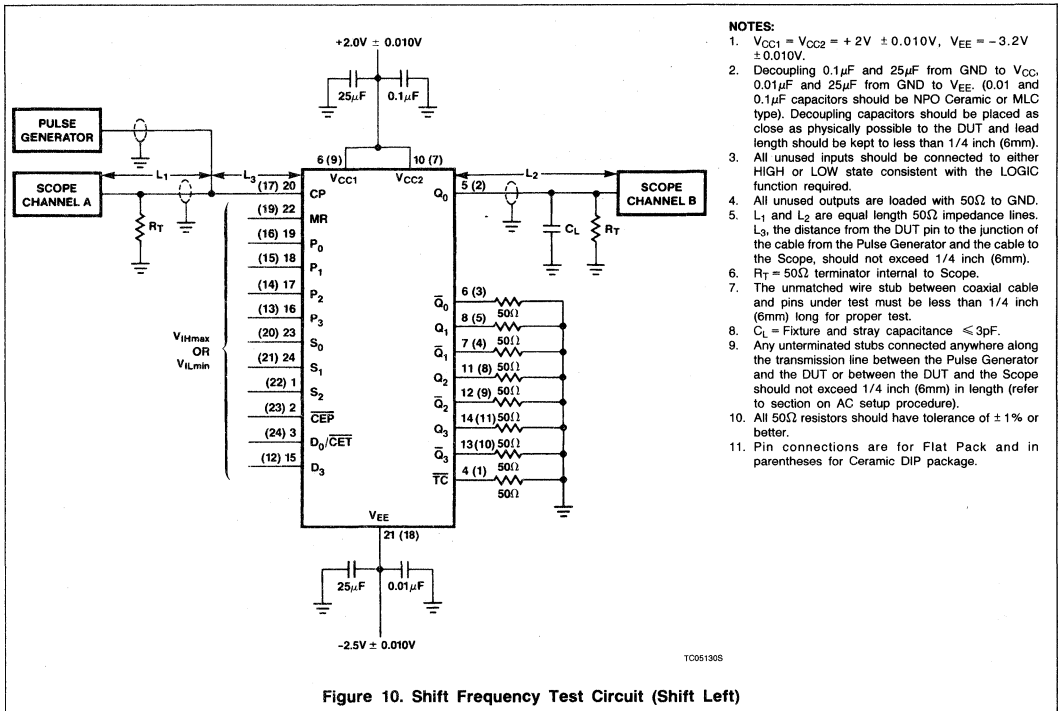 +2.0V ± 0.010V
25μF
0.1μF
PULSE
GENERATOR
SCOPE
CHANNEL A
L1
L3
RT
6 (9)
10 (7)
VCC1
VCC2
(17) 20
CP
(19) 22
MR
(16) 19
P0
(15) 18
P1
(14) 17
P2
(13) 16
P3
(20) 23
S0
(21) 24
S1
(22) 1
S2
(23) 2
CEP
(24) 3
D0/CET
(12) 15
D3
VIHmax
OR
VILmin
L2
5 (2)
Q0
SCOPE
CHANNEL B
CL
RT
6 (3)
Q0
50Ω
8 (5)
Q1
50Ω
7 (4)
Q1
50Ω
11 (8)
Q2
50Ω
12 (9)
Q2
50Ω
14 (11)
Q3
50Ω
13 (10)
Q3
50Ω
4 (1)
TC
50Ω
VEE
21 (18)
25μF
0.01μF
-2.5V ± 0.010V
TC05130S
NOTES:
1. VCC1 = VCC2 = + 2V ± 0.010V, VEE = - 3.2V
± 0.010V.
2. Decoupling 0.1μF and 25μF from GND to VCC,
0.01μF and 25μF from GND to VEE. (0.01 and
0.1μF capacitors should be NPO Ceramic or MLC
type). Decoupling capacitors should be placed as
close as physically possible to the DUT and lead
length should be kept to less than 1/4 inch (6mm).
3. All unused inputs should be connected to either
HIGH or LOW state consistent with the LOGIC
function required.
4. All unused outputs are loaded with 50Ω to GND.
5. L1 and L2 are equal length 50Ω impedance lines.
L3, the distance from the DUT pin to the junction of
the cable from the Pulse Generator and the cable to
the Scope, should not exceed 1/4 inch (6mm).
6. RT = 50Ω terminator internal to Scope.
7. The unmatched wire stub between coaxial cable
and pins under test must be less than 1/4 inch
(6mm) long for proper test.
8. CL = Fixture and stray capacitance ≤ 3pF.
9. Any unterminated stubs connected anywhere along
the transmission line between the Pulse Generator
and the DUT or between the DUT and the Scope
should not exceed 1/4 inch (6mm) in length (refer
to section on AC setup procedure).
10. All 50Ω resistors should have tolerance of ± 1% or
better.
11. Pin connections are for Flat Pack and in
parentheses for Ceramic DIP package.
Figure 10. Shift Frequency Test Circuit (Shift Left)